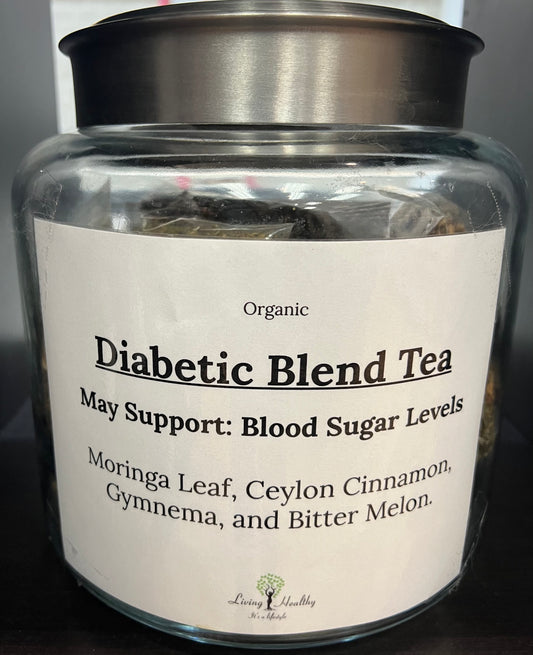 Organic
Diabetic Blend Tea
May Support: Blood Sugar Levels
Moringa Leaf, Ceylon Cinnamon,
Gymnema, and Bitter Melon.
Living Healthy
It's a lifestyle